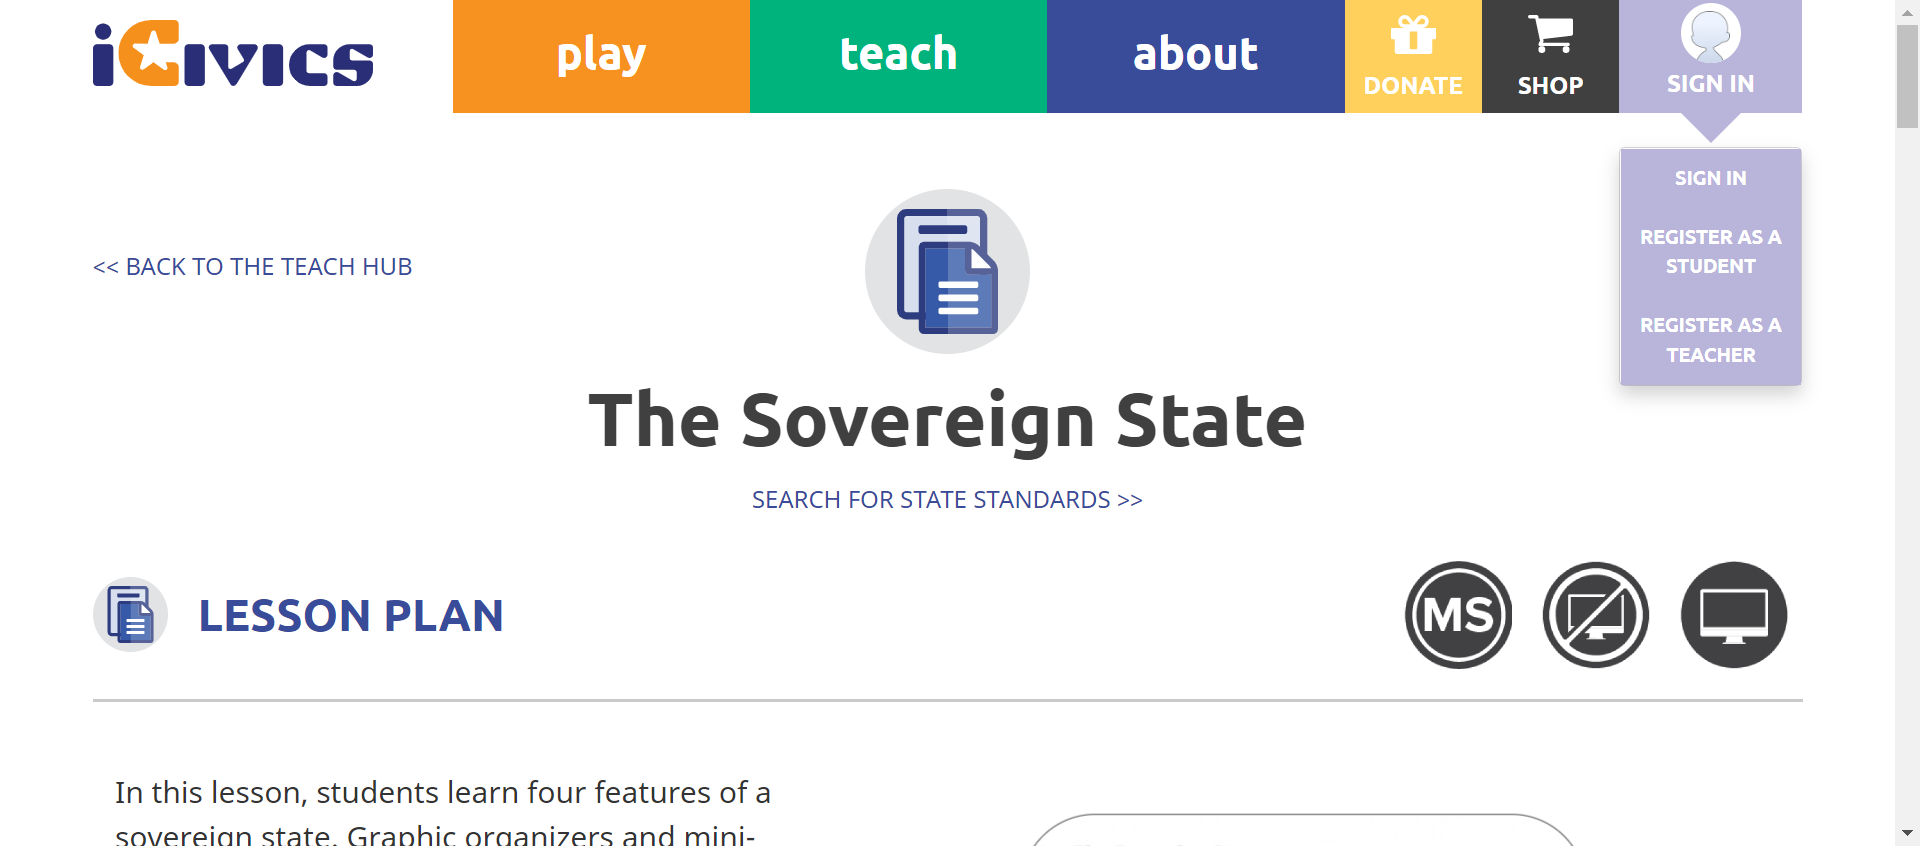 iCivics
play
teach
about
DONATE
SHOP
SIGN IN
SIGN IN
REGISTER AS A
STUDENT
REGISTER AS A
TEACHER
<< BACK TO THE TEACH HUB
The Sovereign State
SEARCH FOR STATE STANDARDS >>
LESSON PLAN
MS
In this lesson, students learn four features of a
sovereign state. Graphic organizers and mini-